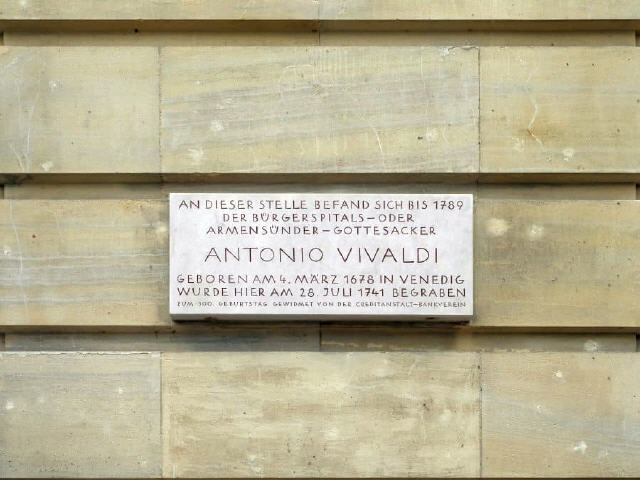 AN DIESER STELLE BEFAND SICH BIS 1789
DER BÜRGERSPITALS-ODER
ARMENSÜNDER-GOTTESACKER
ANTONIO VIVALDI
GEBOREN AM 4. MÄRZ 1678 IN VENEDIG
WURDE HIER AM 28. JULI 1741 BEGRABEN
ZUM 300. GEBURTSTAG GEWIDMET VON DER CREDITANSTALT-BANKVEREIN